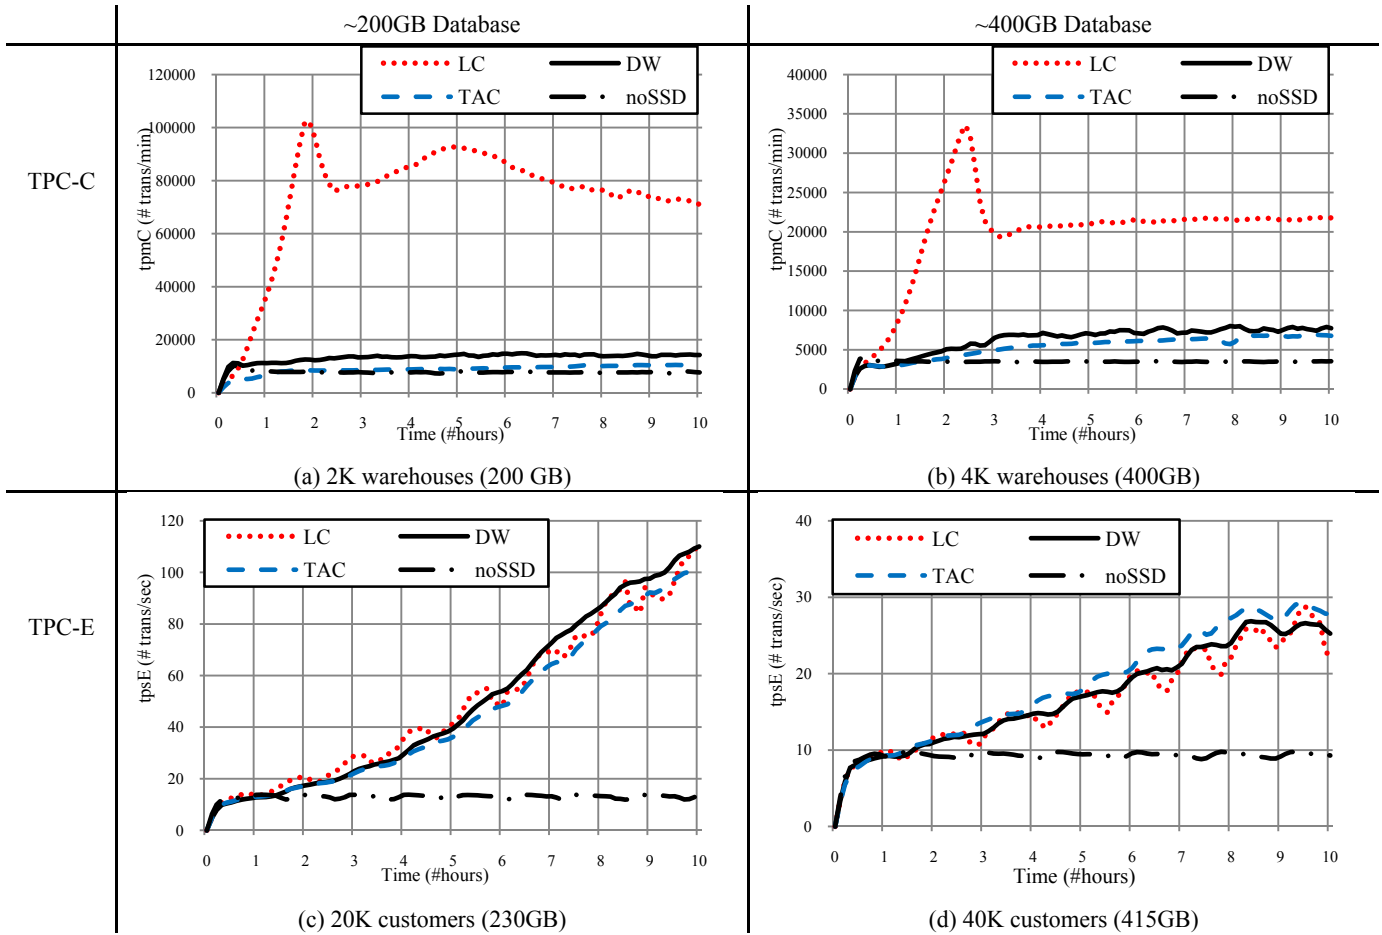 ~200GB Database
~400GB Database
TPC-C
LC
DW
TAC
noSSD
tpmC (# trans/min)
120000
100000
80000
60000
40000
20000
0
0 1 2 3 4 5 6 7 8 9 10
Time (#hours)
(a) 2K warehouses (200 GB)
LC
DW
TAC
noSSD
tpmC (# trans/min)
40000
35000
30000
25000
20000
15000
10000
5000
0
0 1 2 3 4 5 6 7 8 9 10
Time (#hours)
(b) 4K warehouses (400GB)
TPC-E
LC
DW
TAC
noSSD
tpsE (# trans/sec)
120
100
80
60
40
20
0
0 1 2 3 4 5 6 7 8 9 10
Time (#hours)
(c) 20K customers (230GB)
LC
DW
TAC
noSSD
tpsE (# trans/sec)
40
30
20
10
0
0 1 2 3 4 5 6 7 8 9 10
Time (#hours)
(d) 40K customers (415GB)